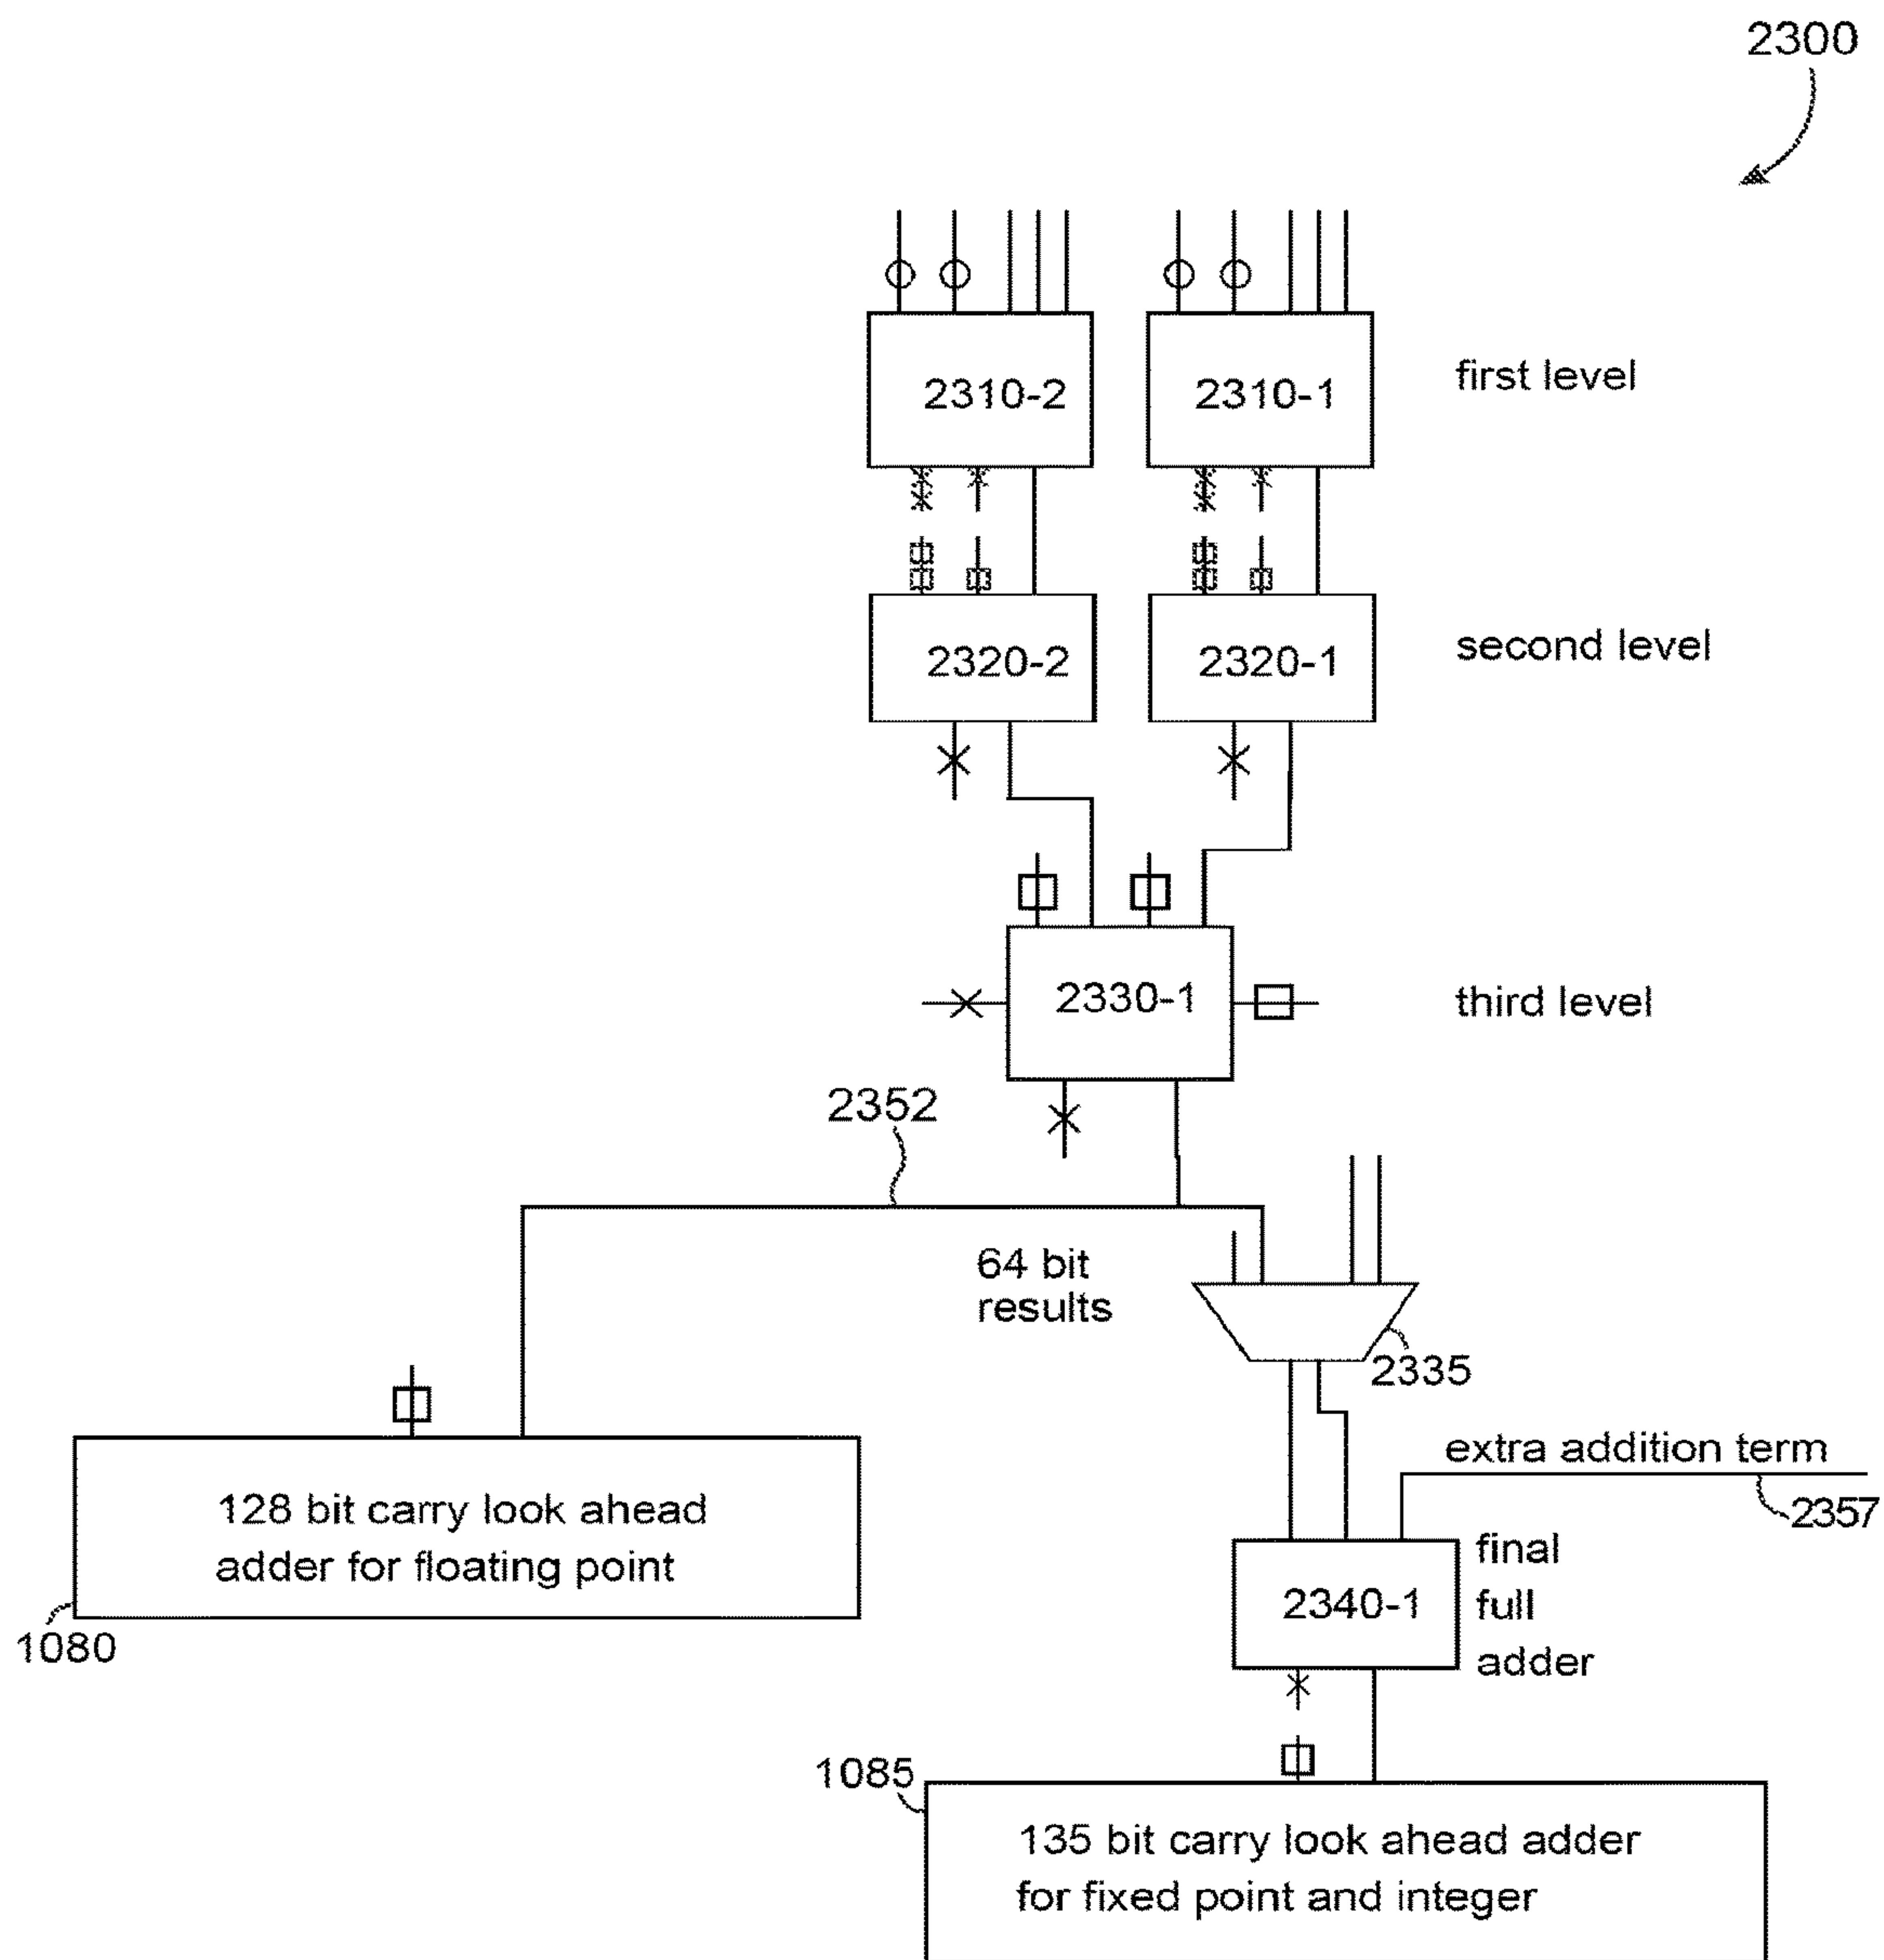 2300
2310-2
2310-1
first level
2320-2
2320-1
second level
2330-1
third level
2352
64 bit
results
2335
extra addition term
2357
128 bit carry look ahead
adder for floating point
1080
2340-1
final
full
adder
1085
135 bit carry look ahead adder
for fixed point and integer